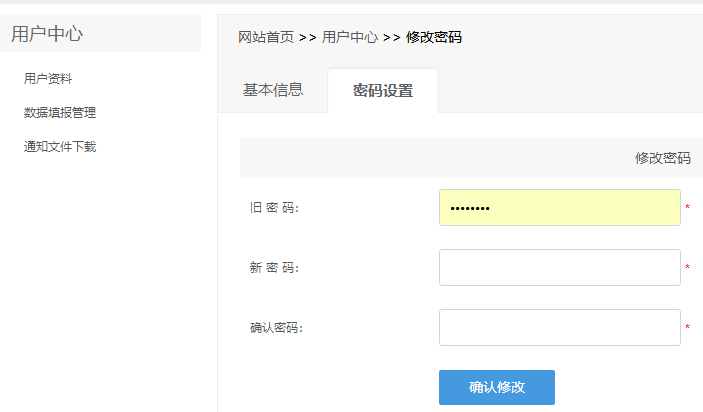 用户中心
用户资料
数据填报管理
通知文件下载
网站首页 >> 用户中心 >> 修改密码
基本信息 密码设置
修改密码
旧 密 码: •••••••• *
新 密 码: *
确认密码: *
确认修改